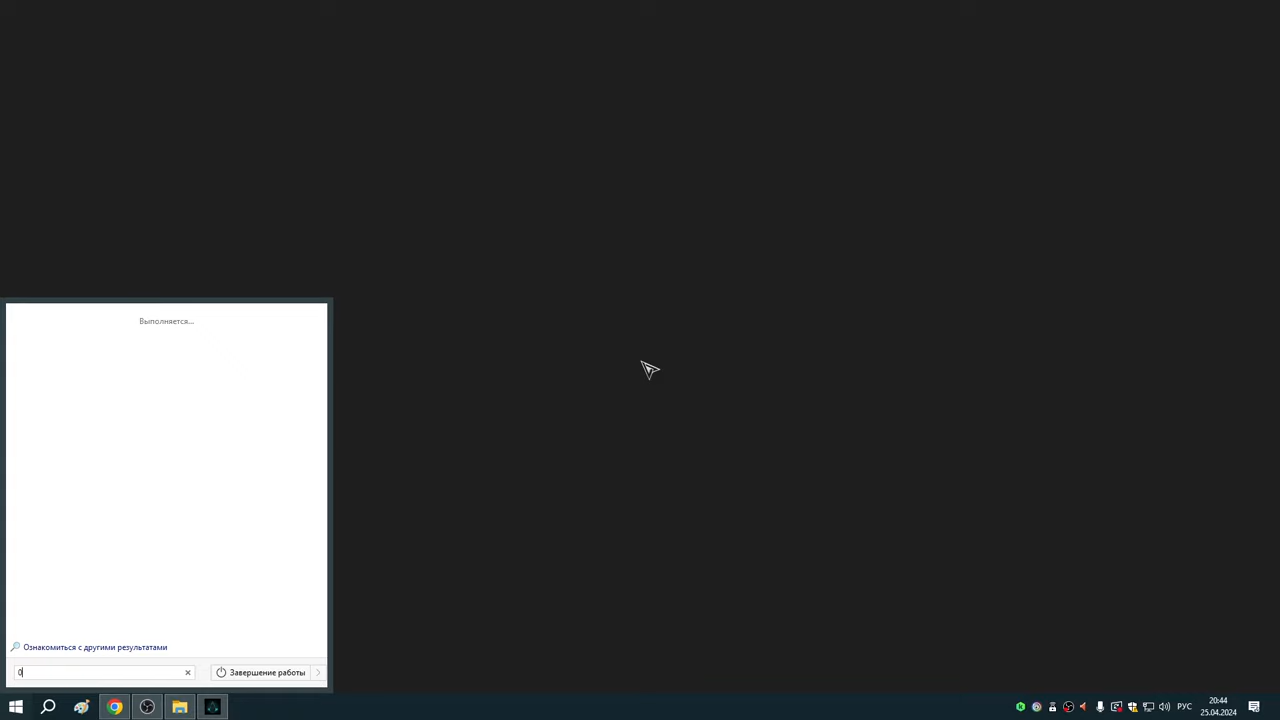 Выполняется...
Ознакомиться с другими результатами
0
Завершение работы
РУС
20:44
25.04.2024